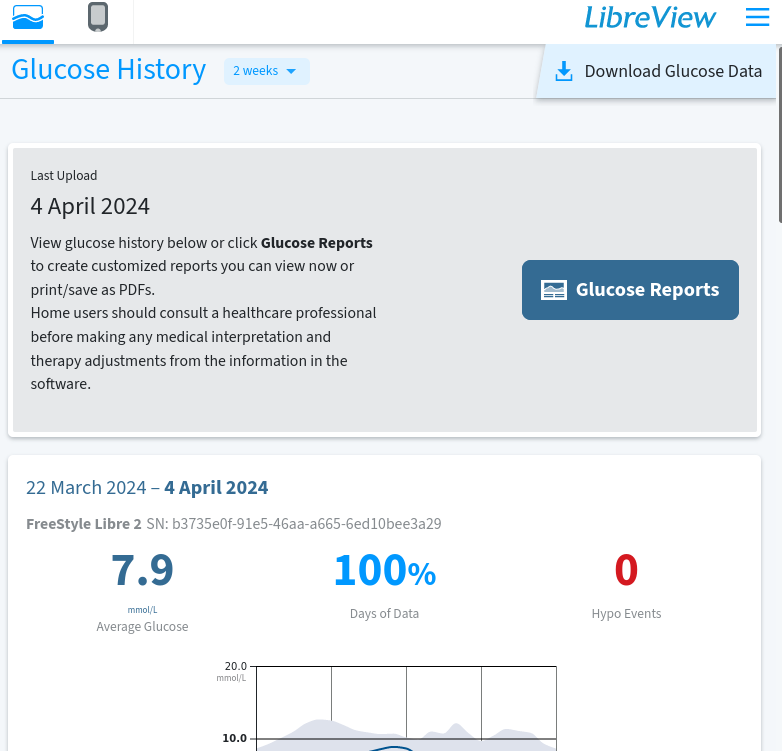 LibreView
Glucose History
2 weeks
Download Glucose Data
Last Upload
4 April 2024
View glucose history below or click Glucose Reports
to create customized reports you can view now or
print/save as PDFs.
Home users should consult a healthcare professional
before making any medical interpretation and
therapy adjustments from the information in the
software.
Glucose Reports
22 March 2024 – 4 April 2024
FreeStyle Libre 2 SN: b3735e0f-91e5-46aa-a665-6ed10bee3a29
7.9
mmol/L
Average Glucose
100%
Days of Data
0
Hypo Events
20.0
mmol/L
10.0